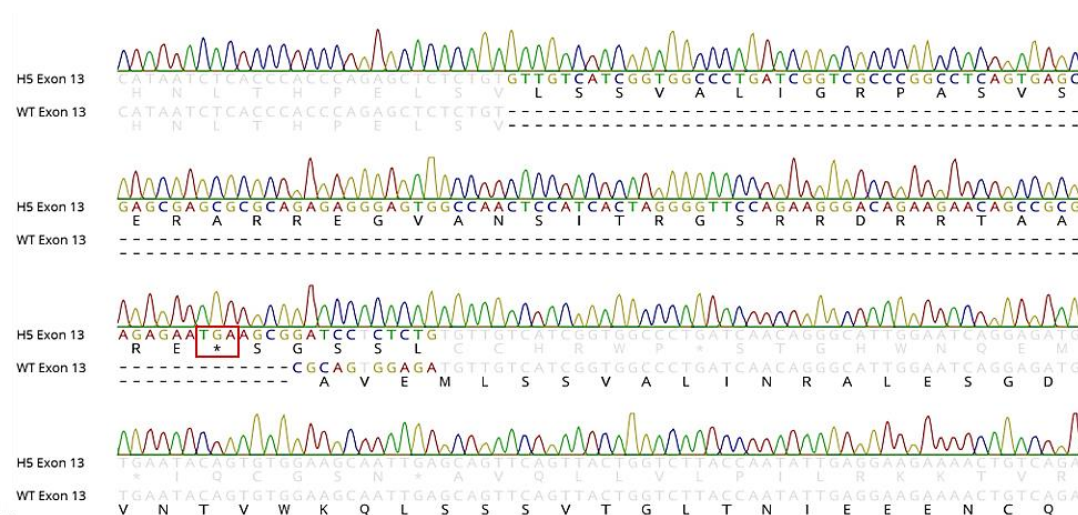 H5 Exon 13 CATAATCTCACCCACCCAGAGCTCTCTGTGTTGTCATCGGTGGCCCTGATCGGTCGCCCGGCCTCAGTGAGC
H N L T H P E L S V L S S V A L I G R P A S V S
WT Exon 13 CATAATCTCACCCACCCAGAGCTCTCTGT
H N L T H P E L S V
H5 Exon 13 GAGCGAGCGCGCAGAGAGGGAGTGGCCAACTCCATCACTAGGGGTTCCAGAAGGGACAGAAGAACAGCCGCG
E R A R R E G V A N S I T R G S R R D R R T A A
WT Exon 13
H5 Exon 13 AGAGAATGAAGCGGATCCTCTCTGTGTTGTCATCGGTGGCCCTGATCAACAGGGCATTGGAATCAGGAGATG
R E * S G S S L C C H R W P * S T G H W N Q E M
WT Exon 13 CGCAGTGGAGATGTTGTCATCGGTGGCCCTGATCAACAGGGCATTGGAATCAGGAGATG
A V E M L S S V A L I N R A L E S G D
H5 Exon 13 TGAATACAGTGTGGAAGCAATTGAGCAGTTCAGTTACTGGTCTTACCAATATTGAGGAAGAAAACTGTCAGA
* I Q C G S N * A V Q L L V L P I L R K K T V R
WT Exon 13 TGAATACAGTGTGGAAGCAATTGAGCAGTTCAGTTACTGGTCTTACCAATATTGAGGAAGAAAACTGTCAGA
V N T V W K Q L S S S V T G L T N I E E E N C Q